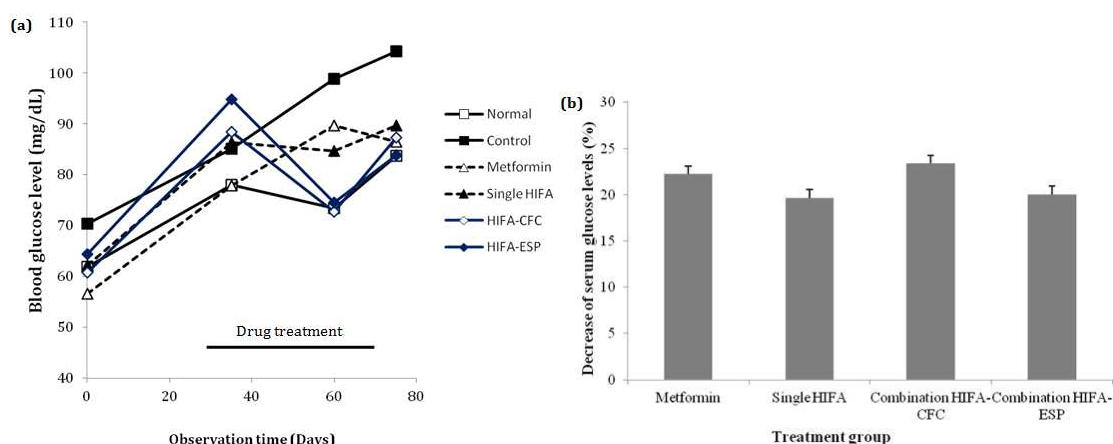 (a)
Blood glucose level (mg/dL)
110
100
90
80
70
60
50
40
0
20
40
60
80
Drug treatment
Observation time (Days)
Normal
Control
Metformin
Single HIFA
HIFA-CFC
HIFA-ESP
(b)
Decrease of serum glucose levels (%)
30
25
20
15
10
5
0
Metformin
Single HIFA
Combination HIFA-
CFC
Combination HIFA-
ESP
Treatment group